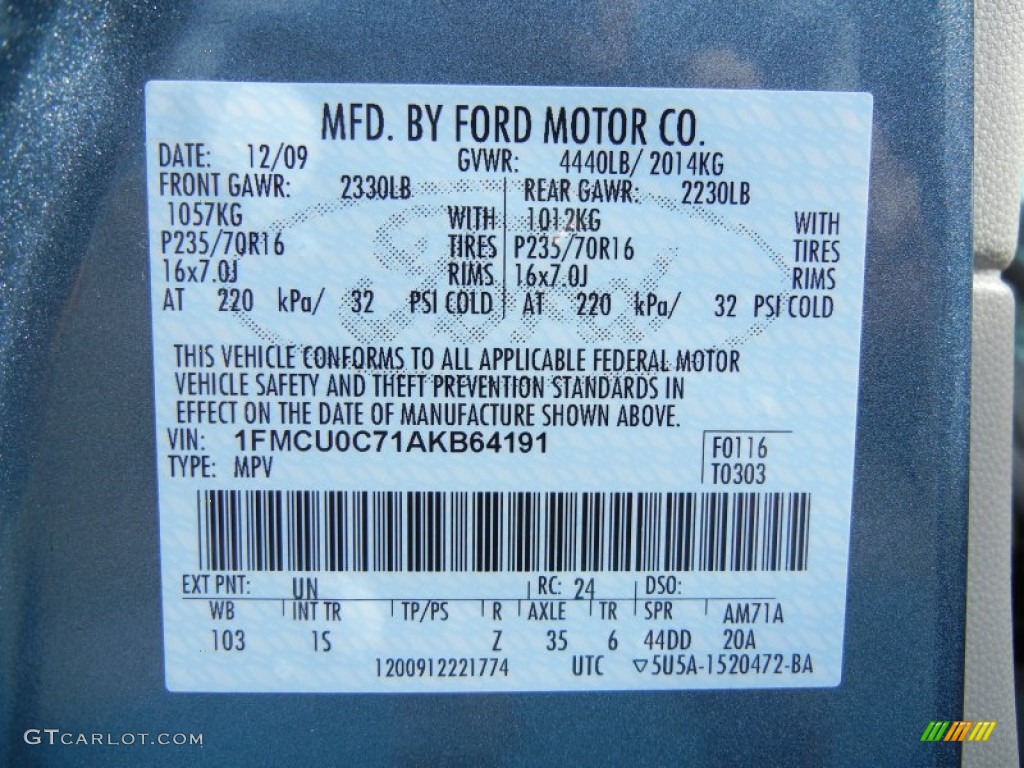 MFD. BY FORD MOTOR CO.
DATE: 12/09 GVWR: 4440LB/ 2014KG
FRONT GAWR: 2330LB REAR GAWR: 2230LB
1057KG WITH 1012KG WITH
P235/70R16 TIRES P235/70R16 TIRES
16x7.0J RIMS 16x7.0J RIMS
AT 220 kPa/ 32 PSI COLD AT 220 kPa/ 32 PSI COLD
THIS VEHICLE CONFORMS TO ALL APPLICABLE FEDERAL MOTOR
VEHICLE SAFETY AND THEFT PREVENTION STANDARDS IN
EFFECT ON THE DATE OF MANUFACTURE SHOWN ABOVE.
VIN: 1FMCU0C71AKB64191 F0116
TYPE: MPV T0303
EXT PNT: UN RC: 24 DSO:
WB INT TR TP/PS R AXLE TR SPR AM71A
103 1S Z 35 6 44DD 20A
1200912221774 UTC ▽5U5A-1520472-BA
GTCARLOT.COM